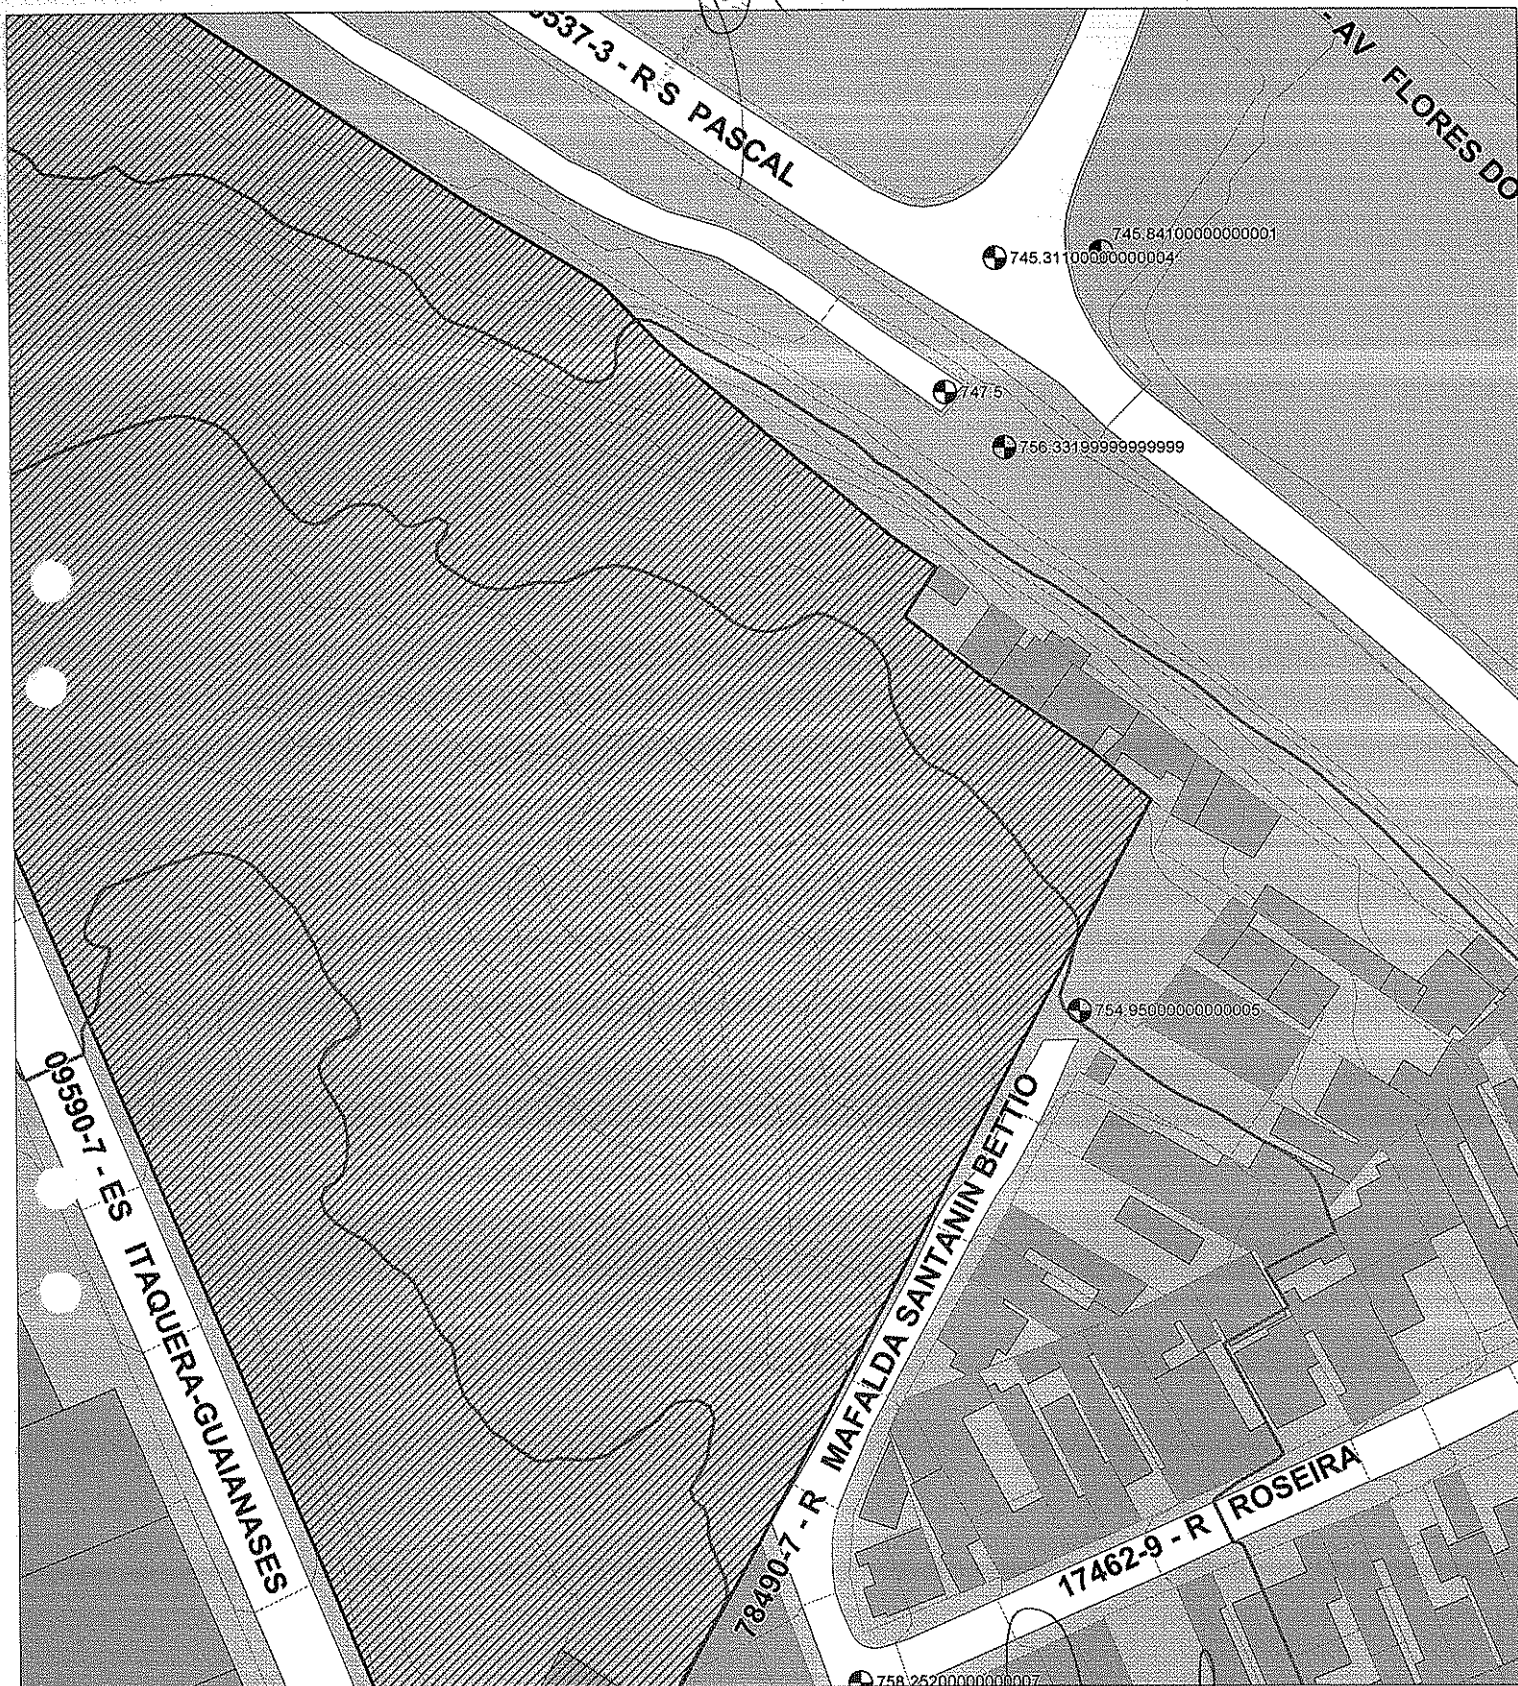 537-3 - R S PASCAL
- AV FLORES DO
745.84100000000001
745.31100000000004
747.5
756.33199999999999
754.95000000000005
09590-7 - ES ITAQUERA-GUAIANASES
78490-7 - R MAFALDA SANTANIN BETTIO
17462-9 - R ROSEIRA
758.25200000000007